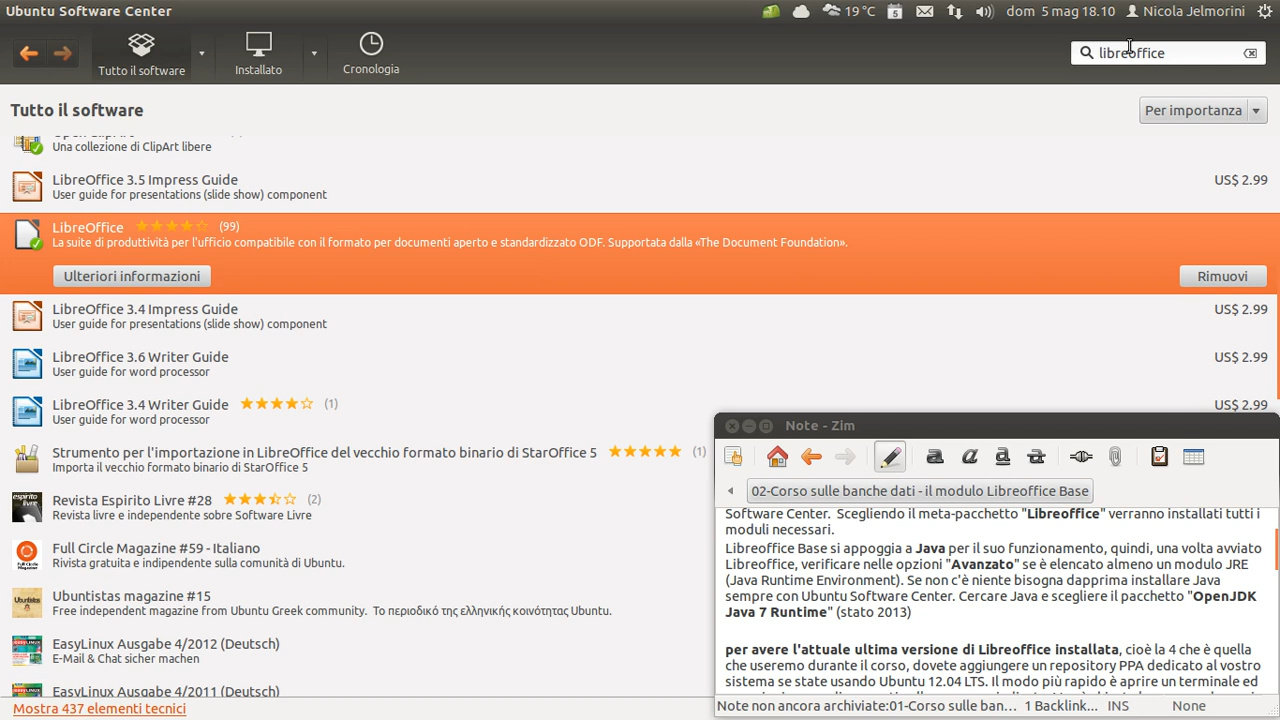 Ubuntu Software Center
19 °C
5
dom 5 mag 18.10
Nicola Jelmorini
Tutto il software
Installato
Cronologia
libreoffice
Tutto il software
Per importanza
Una collezione di ClipArt libere
LibreOffice 3.5 Impress Guide
US$ 2.99
User guide for presentations (slide show) component
LibreOffice (99)
La suite di produttività per l'ufficio compatibile con il formato per documenti aperto e standardizzato ODF. Supportata dalla «The Document Foundation».
Ulteriori informazioni
Rimuovi
LibreOffice 3.4 Impress Guide
US$ 2.99
User guide for presentations (slide show) component
LibreOffice 3.6 Writer Guide
US$ 2.99
User guide for word processor
LibreOffice 3.4 Writer Guide (1)
US$ 2.99
User guide for word processor
Strumento per l'importazione in LibreOffice del vecchio formato binario di StarOffice 5 (1)
Importa il vecchio formato binario di StarOffice 5
Revista Espirito Livre #28 (2)
Revista livre e independente sobre Software Livre
Full Circle Magazine #59 - Italiano
Rivista gratuita e indipendente sulla comunità di Ubuntu.
Ubuntistas magazine #15
Free independent magazine from Ubuntu Greek community. Το περιοδικό της ελληνικής κοινότητας Ubuntu.
EasyLinux Ausgabe 4/2012 (Deutsch)
E-Mail & Chat sicher machen
EasyLinux Ausgabe 4/2011 (Deutsch)
Mostra 437 elementi tecnici
Note - Zim
02-Corso sulle banche dati - il modulo Libreoffice Base
Software Center. Scegliendo il meta-pacchetto "Libreoffice" verranno installati tutti i
moduli necessari.
Libreoffice Base si appoggia a Java per il suo funzionamento, quindi, una volta avviato
Libreoffice, verificare nelle opzioni "Avanzato" se è elencato almeno un modulo JRE
(Java Runtime Environment). Se non c'è niente bisogna dapprima installare Java
sempre con Ubuntu Software Center. Cercare Java e scegliere il pacchetto "OpenJDK
Java 7 Runtime" (stato 2013)
per avere l'attuale ultima versione di Libreoffice installata, cioè la 4 che è quella
che useremo durante il corso, dovete aggiungere un repository PPA dedicato al vostro
sistema se state usando Ubuntu 12.04 LTS. Il modo più rapido è aprire un terminale ed
Note non ancora archiviate:01-Corso sulle ban...
1 Backlink...
INS
None